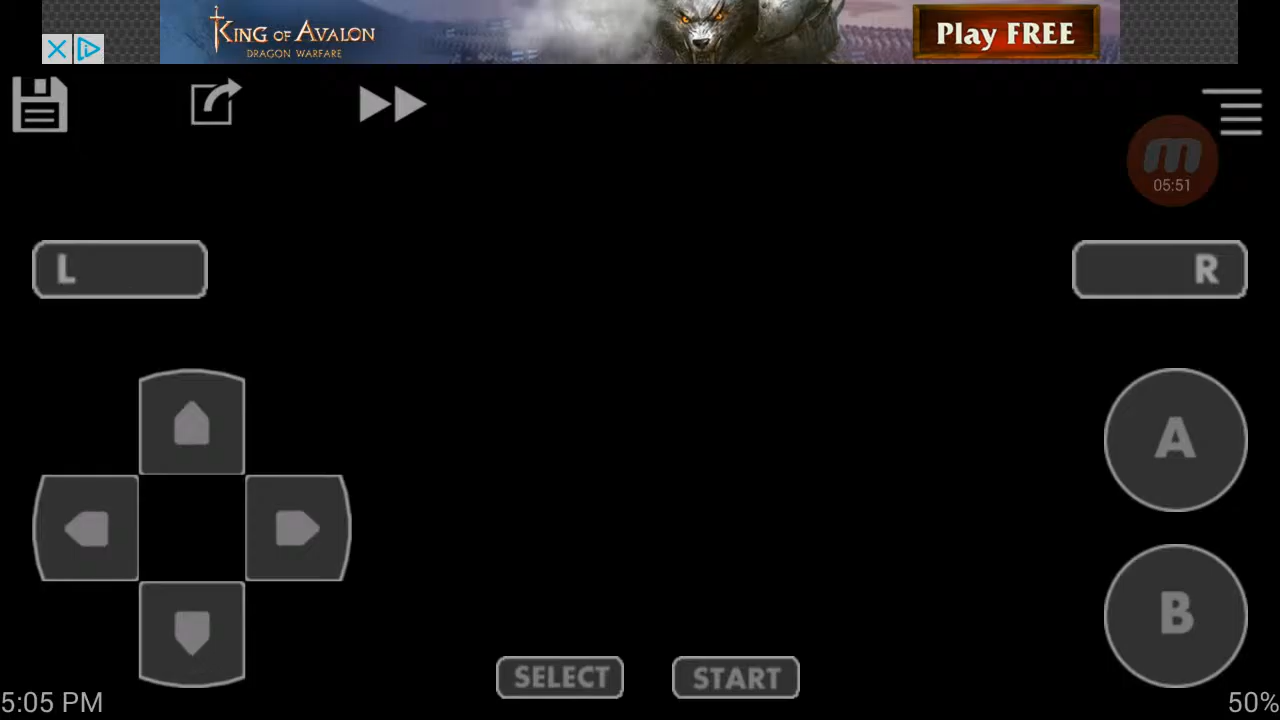 KING OF AVALON
DRAGON WARFARE
Play FREE
m
05:51
L
R
A
B
SELECT
START
5:05 PM
50%